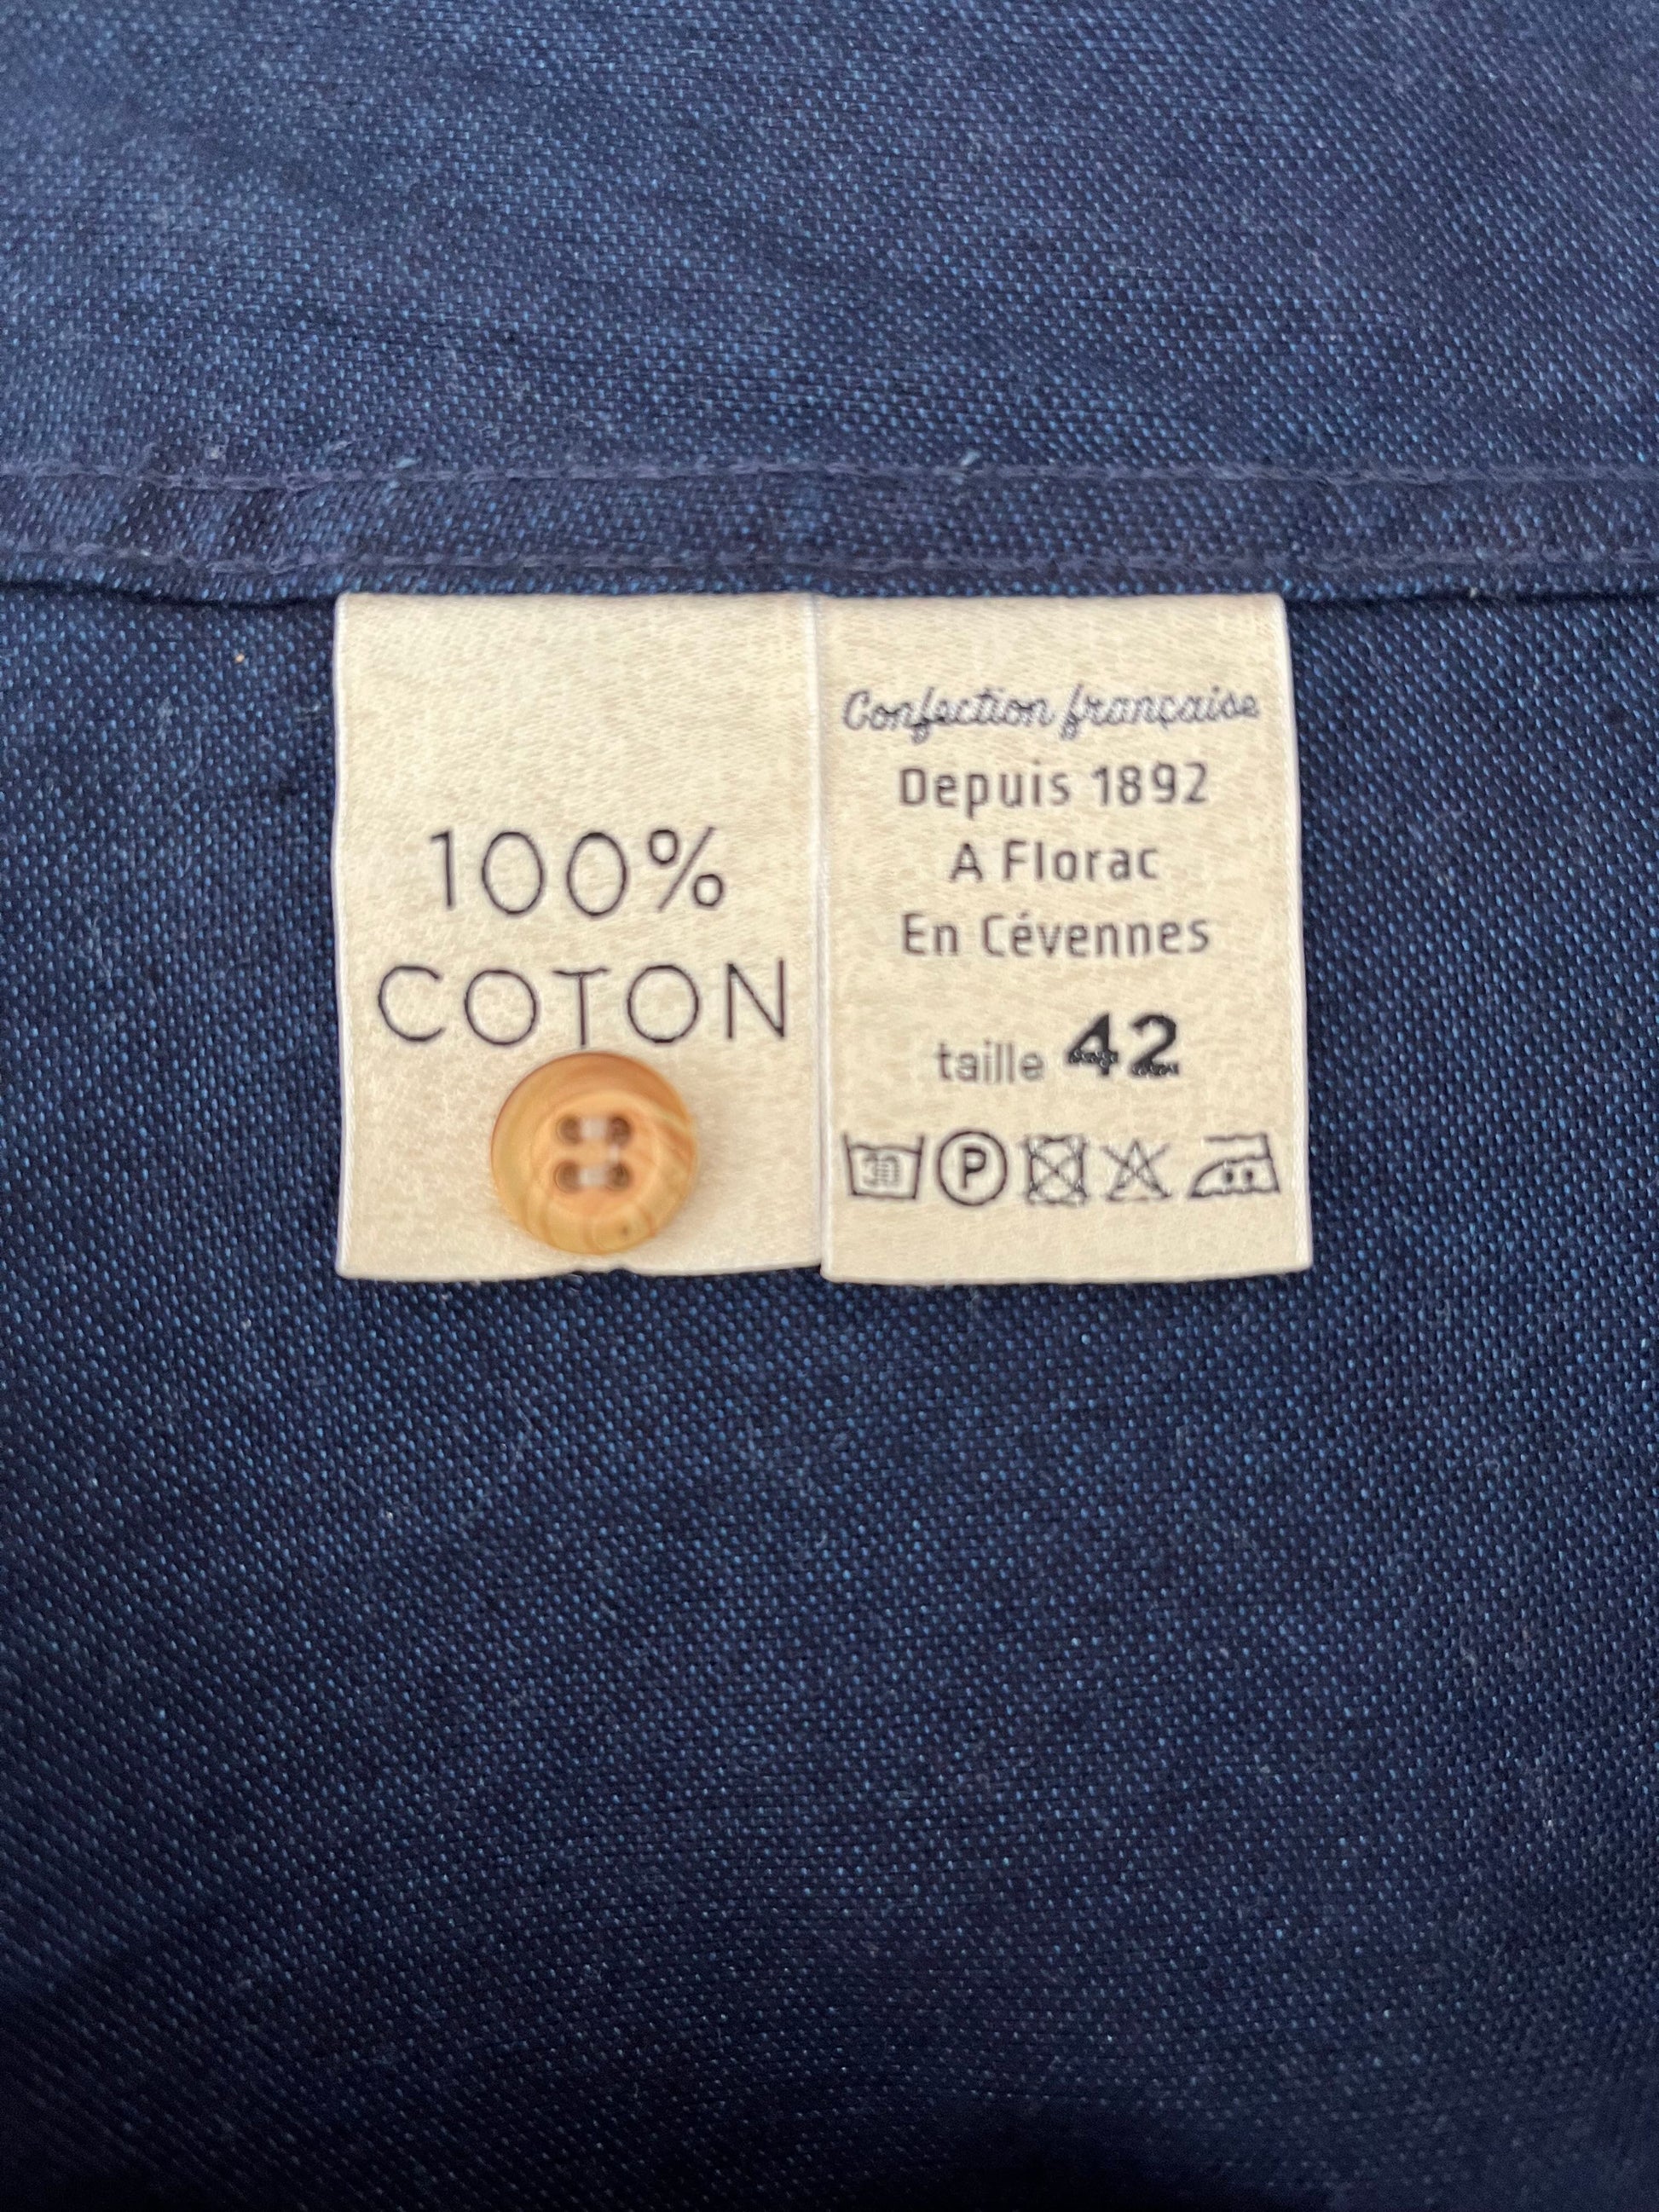 100%
COTON
Confection française
Depuis 1892
A Florac
En Cévennes
taille 42
30 P